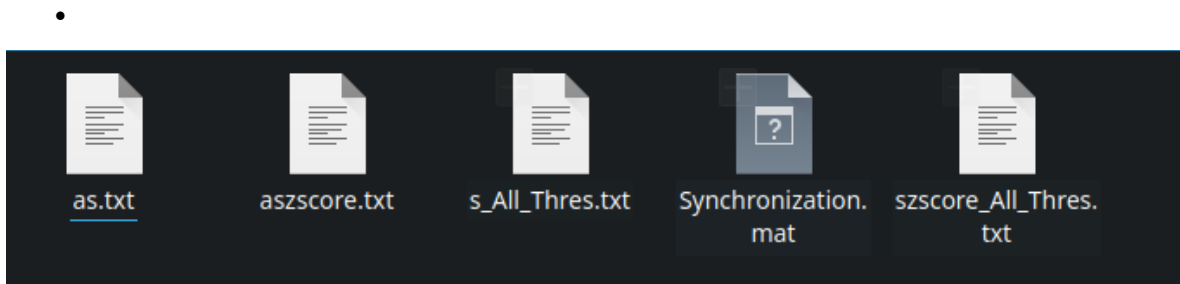 as.txt
aszscore.txt
s_All_Thres.txt
Synchronization.
mat
szscore_All_Thres.
txt